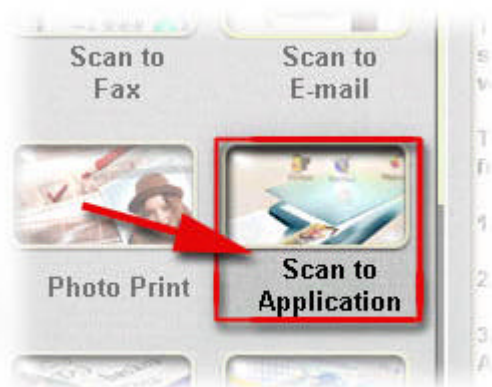 Scan to
Fax
Scan to
E-mail
Photo Print
Scan to
Application